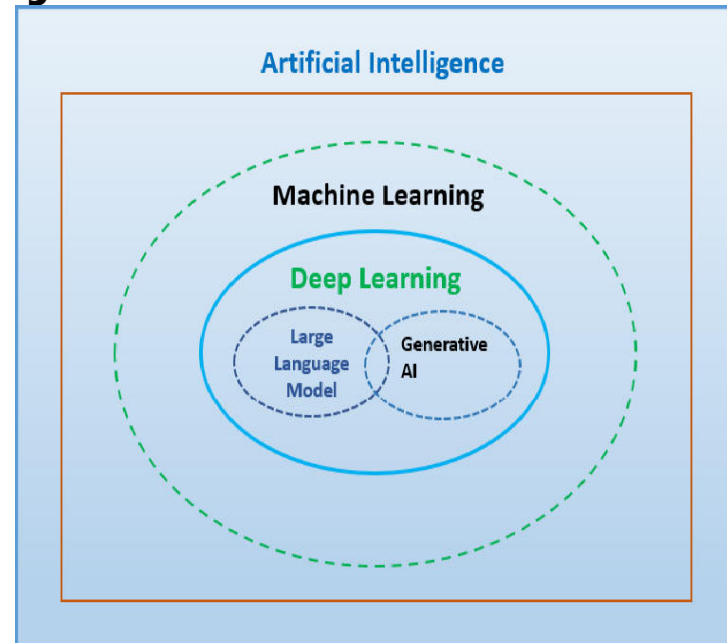 Artificial Intelligence
Machine Learning
Deep Learning
Large
Language
Model
Generative
AI